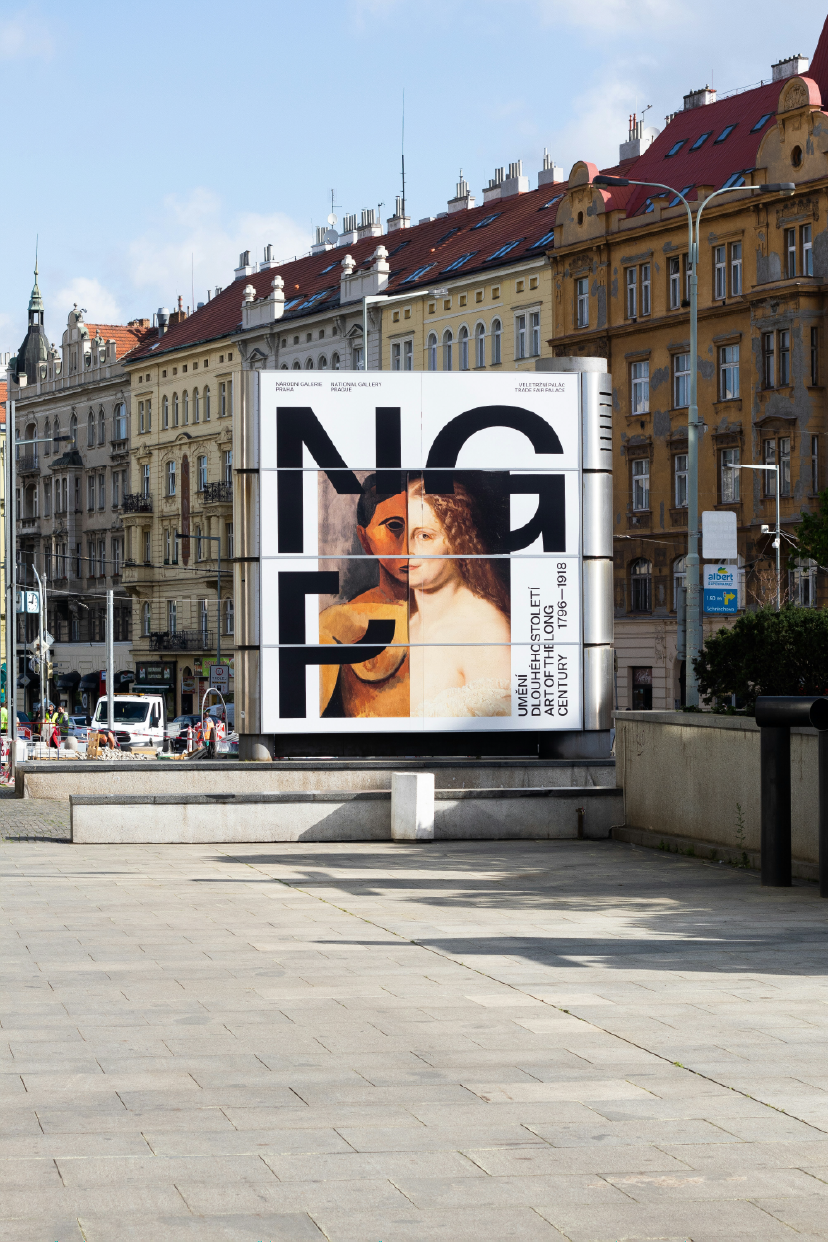 NÁRODNÍ GALERIE
PRAHA
NATIONAL GALLERY
PRAGUE
VELETRŽNÍ PALÁC
TRADE FAIR PALACE
NG
P
UMĚNÍ
DLOUHÉHO STOLETÍ
ART OF THE LONG
CENTURY 1796—1918
albert